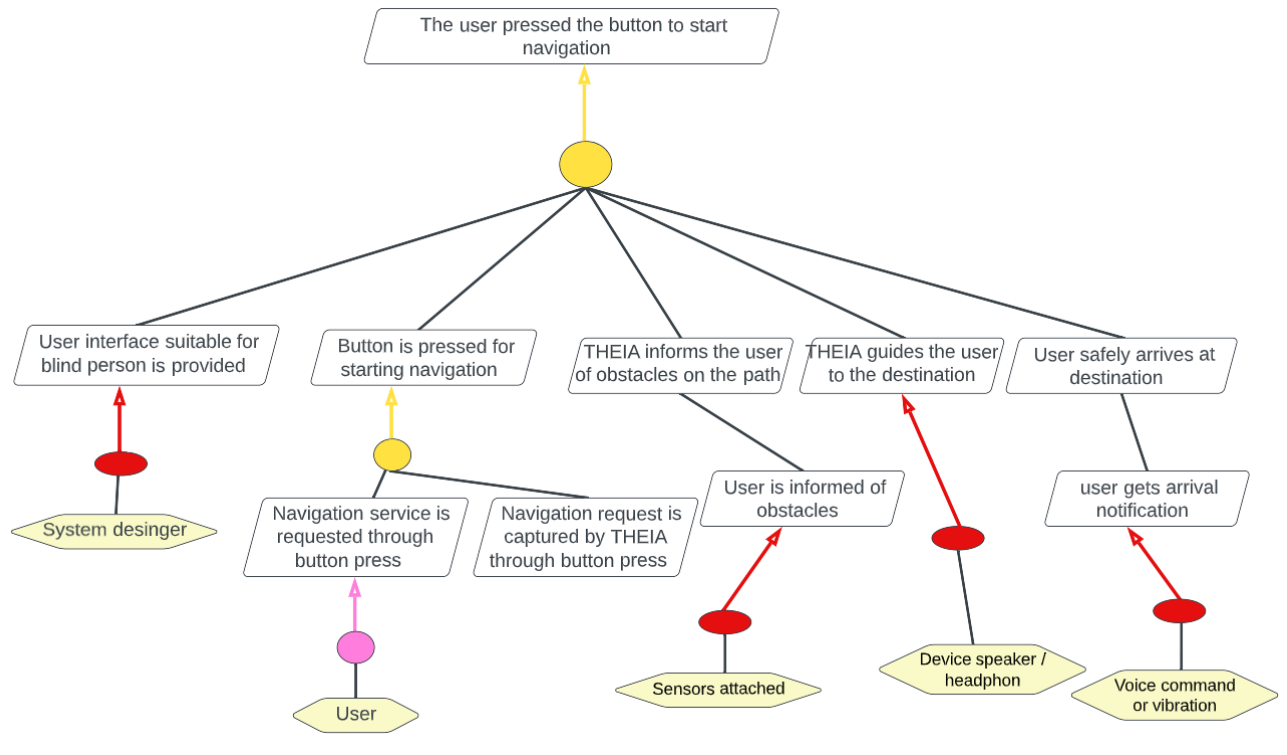 The user pressed the button to start
navigation
User interface suitable for
blind person is provided
Button is pressed for
starting navigation
THEIA informs the user
of obstacles on the path
THEIA guides the user
to the destination
User safely arrives at
destination
System desinger
Navigation service is
requested through
button press
Navigation request is
captured by THEIA
through button press
User is informed of
obstacles
user gets arrival
notification
User
Sensors attached
Device speaker /
headphon
Voice command
or vibration